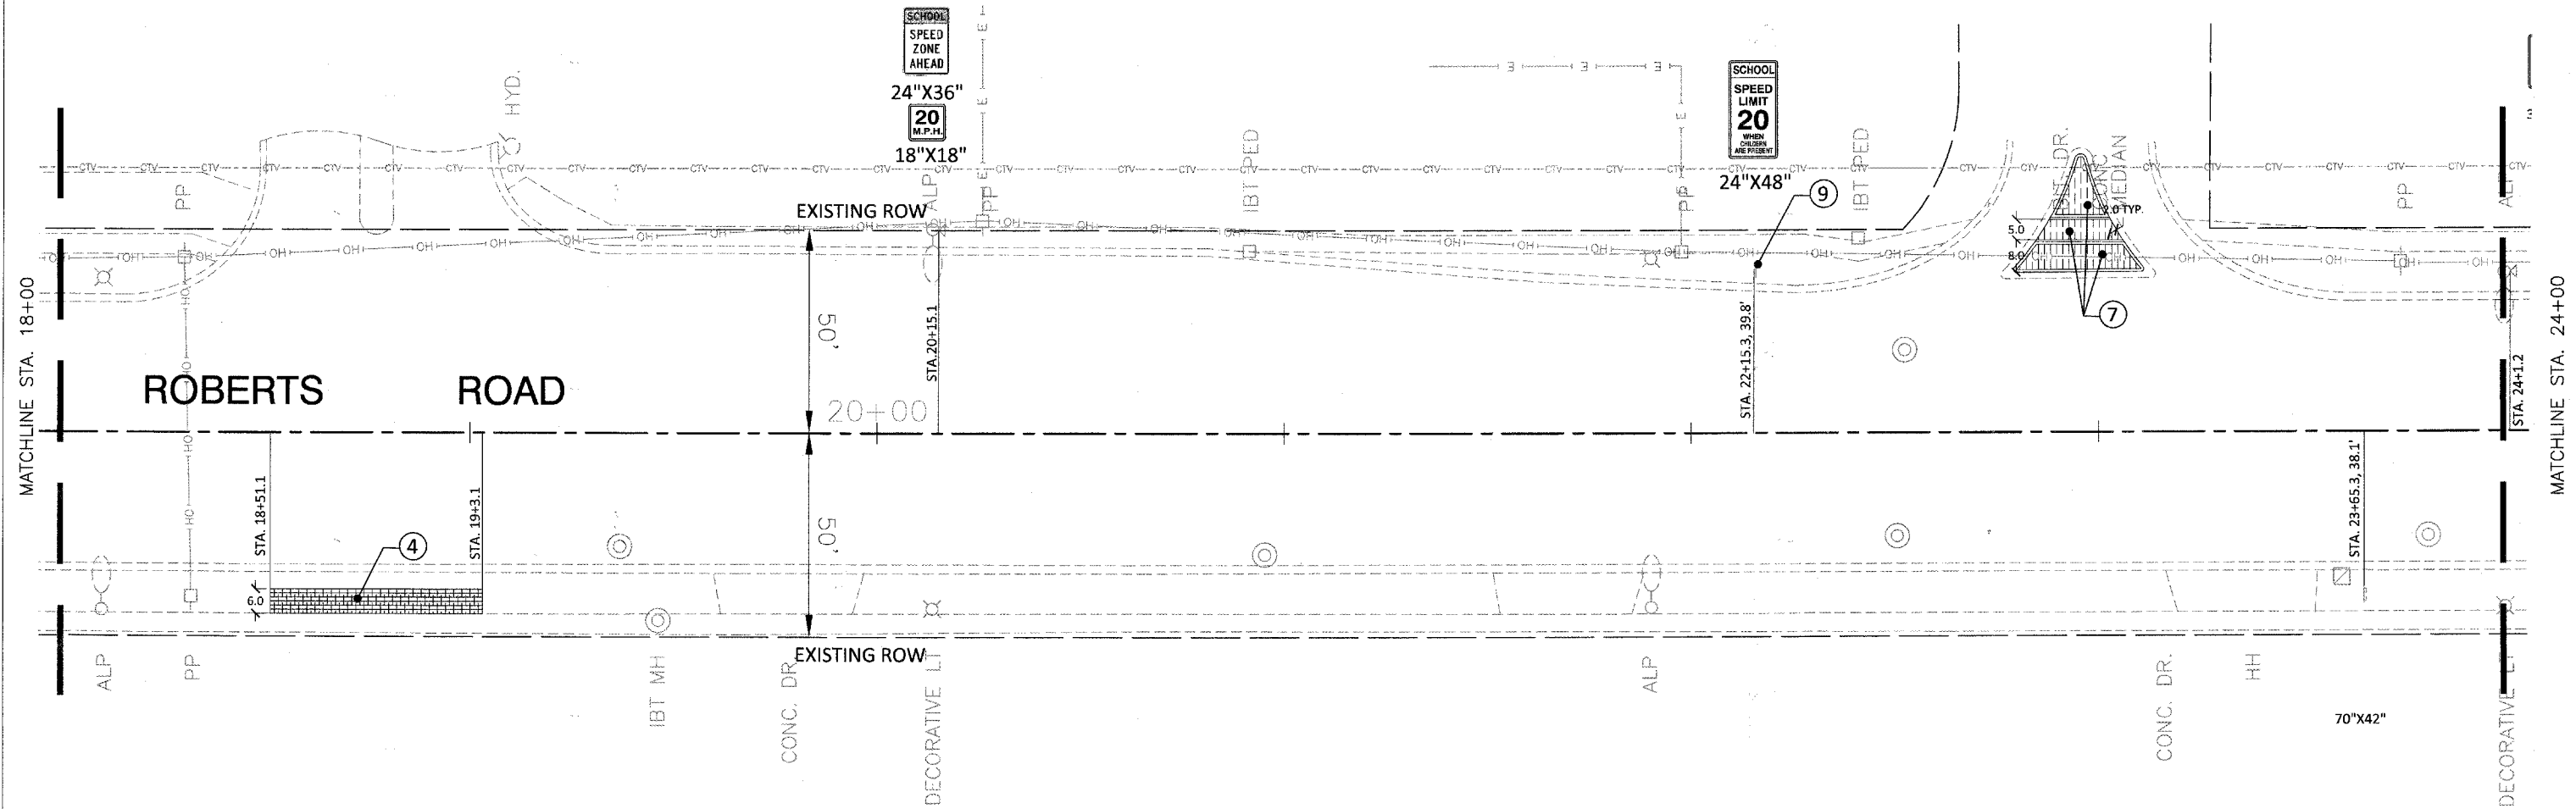 SCHOOL
SPEED
ZONE
AHEAD
24"X36"
20
M.P.H.
18"X18"
SCHOOL
SPEED
LIMIT
20
WHEN
CHILDREN
ARE PRESENT
24"X48"
HYD.
PP
ALP
PP
IBT PED
PP
IBT PED
DR.
CONC
MEDIAN
PP
CTV
OH
E
EXISTING ROW
9
2.0 TYP.
5.0
8.0
7
MATCHLINE STA. 18+00
MATCHLINE STA. 24+00
50'
STA.20+15.1
STA. 22+15.3, 39.8'
STA. 24+1.2
ROBERTS ROAD
20+00
STA. 18+51.1
STA. 19+3.1
4
6.0
50'
STA. 23+65.3, 38.1'
EXISTING ROW
ALP
PP
IBT MH
CONC. DR.
DECORATIVE LT
ALP
CONC. DR.
HH
70"X42"
DECORATIVE LT